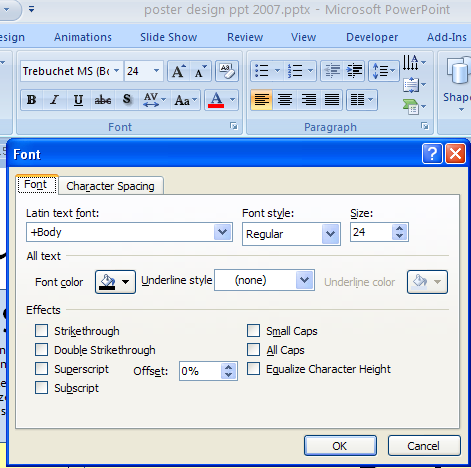 poster design ppt 2007.pptx - Microsoft PowerPoint
esign Animations Slide Show Review View Developer Add-Ins
Trebuchet MS (Bo 24 A A
B I U abc S AV Aa A
Shape
Font Paragraph
Font
Font Character Spacing
Latin text font: Font style: Size:
+Body Regular 24
All text
Font color Underline style (none) Underline color
Effects
Strikethrough Small Caps
Double Strikethrough All Caps
Superscript Offset: 0% Equalize Character Height
Subscript
OK Cancel